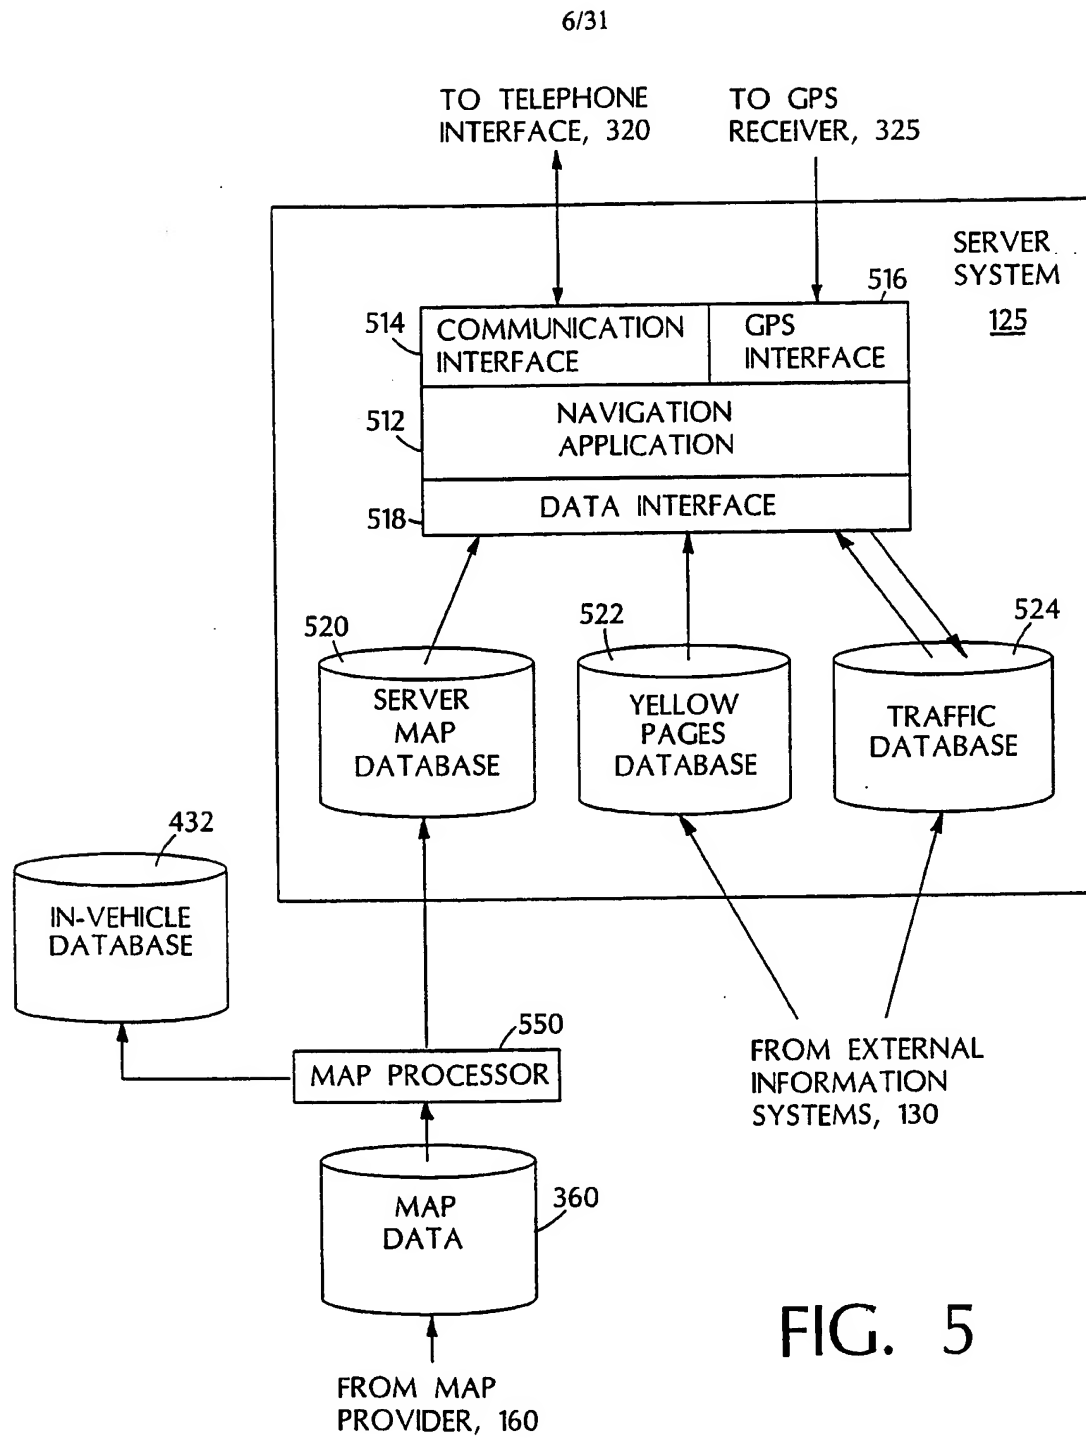 6/31
TO TELEPHONE
INTERFACE, 320
TO GPS
RECEIVER, 325
SERVER
SYSTEM
125
516
514
COMMUNICATION
INTERFACE
GPS
INTERFACE
512
NAVIGATION
APPLICATION
518
DATA INTERFACE
520
522
524
SERVER
MAP
DATABASE
YELLOW
PAGES
DATABASE
TRAFFIC
DATABASE
432
IN-VEHICLE
DATABASE
550
MAP PROCESSOR
FROM EXTERNAL
INFORMATION
SYSTEMS, 130
MAP
DATA
360
FIG. 5
FROM MAP
PROVIDER, 160